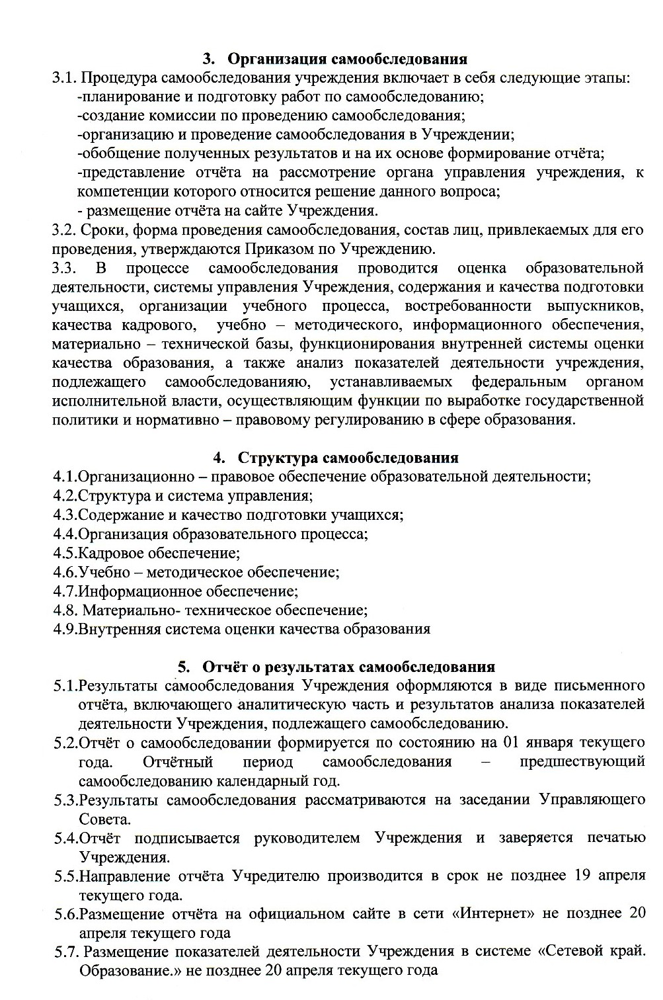 3. Организация самообследования
3.1. Процедура самообследования учреждения включает в себя следующие этапы:
-планирование и подготовку работ по самообследованию;
-создание комиссии по проведению самообследования;
-организацию и проведение самообследования в Учреждении;
-обобщение полученных результатов и на их основе формирование отчёта;
-представление отчёта на рассмотрение органа управления учреждения, к
компетенции которого относится решение данного вопроса;
- размещение отчёта на сайте Учреждения.
3.2. Сроки, форма проведения самообследования, состав лиц, привлекаемых для его
проведения, утверждаются Приказом по Учреждению.
3.3. В процессе самообследования проводится оценка образовательной
деятельности, системы управления Учреждения, содержания и качества подготовки
учащихся, организации учебного процесса, востребованности выпускников,
качества кадрового, учебно – методического, информационного обеспечения,
материально – технической базы, функционирования внутренней системы оценки
качества образования, а также анализ показателей деятельности учреждения,
подлежащего самообследованияю, устанавливаемых федеральным органом
исполнительной власти, осуществляющим функции по выработке государственной
политики и нормативно – правовому регулированию в сфере образования.
4. Структура самообследования
4.1.Организационно – правовое обеспечение образовательной деятельности;
4.2.Структура и система управления;
4.3.Содержание и качество подготовки учащихся;
4.4.Организация образовательного процесса;
4.5.Кадровое обеспечение;
4.6.Учебно – методическое обеспечение;
4.7.Информационное обеспечение;
4.8. Материально- техническое обеспечение;
4.9.Внутренняя система оценки качества образования
5. Отчёт о результатах самообследования
5.1.Результаты самообследования Учреждения оформляются в виде письменного
отчёта, включающего аналитическую часть и результатов анализа показателей
деятельности Учреждения, подлежащего самообследованию.
5.2.Отчёт о самообследовании формируется по состоянию на 01 января текущего
года. Отчётный период самообследования – предшествующий
самообследованию календарный год.
5.3.Результаты самообследования рассматриваются на заседании Управляющего
Совета.
5.4.Отчёт подписывается руководителем Учреждения и заверяется печатью
Учреждения.
5.5.Направление отчёта Учредителю производится в срок не позднее 19 апреля
текущего года.
5.6.Размещение отчёта на официальном сайте в сети «Интернет» не позднее 20
апреля текущего года
5.7. Размещение показателей деятельности Учреждения в системе «Сетевой край.
Образование.» не позднее 20 апреля текущего года